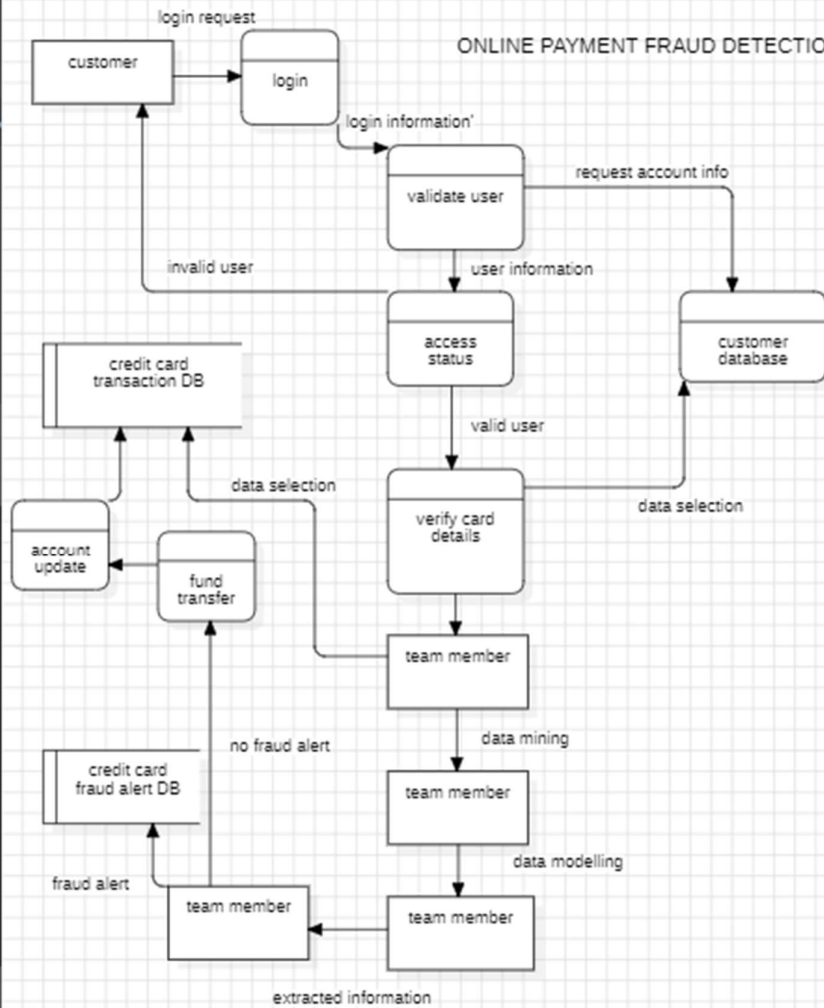 login request
ONLINE PAYMENT FRAUD DETECTIO
customer
login
login information'
request account info
validate user
invalid user
user information
access
status
customer
database
credit card
transaction DB
valid user
data selection
data selection
verify card
details
account
update
fund
transfer
team member
no fraud alert
data mining
credit card
fraud alert DB
team member
data modelling
fraud alert
team member
team member
extracted information